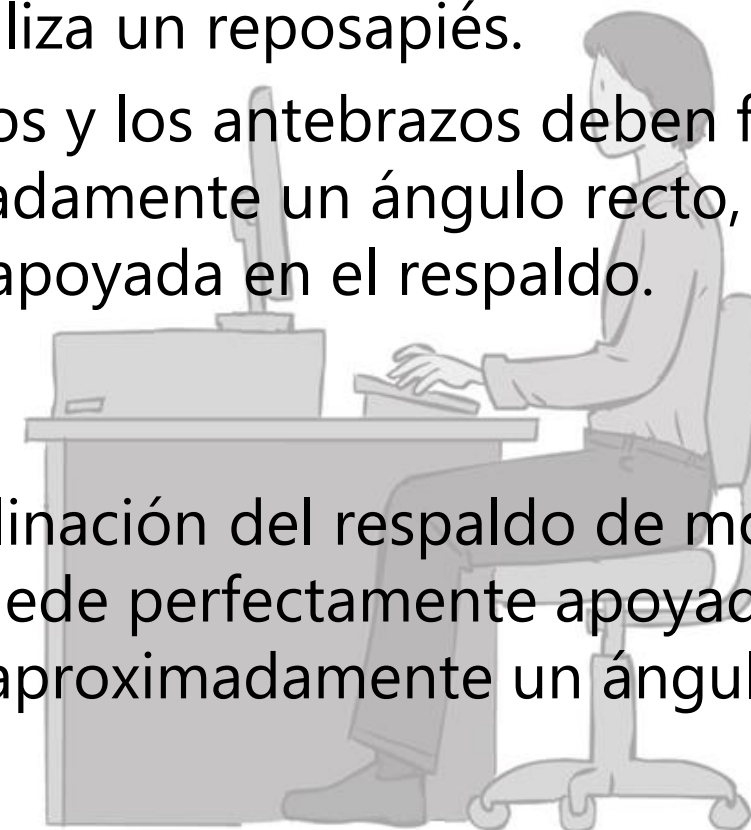 liza un reposapiés.
os y los antebrazos deben f
adamente un ángulo recto,
apoyada en el respaldo.
linación del respaldo de mo
ede perfectamente apoyad
aproximadamente un ángul